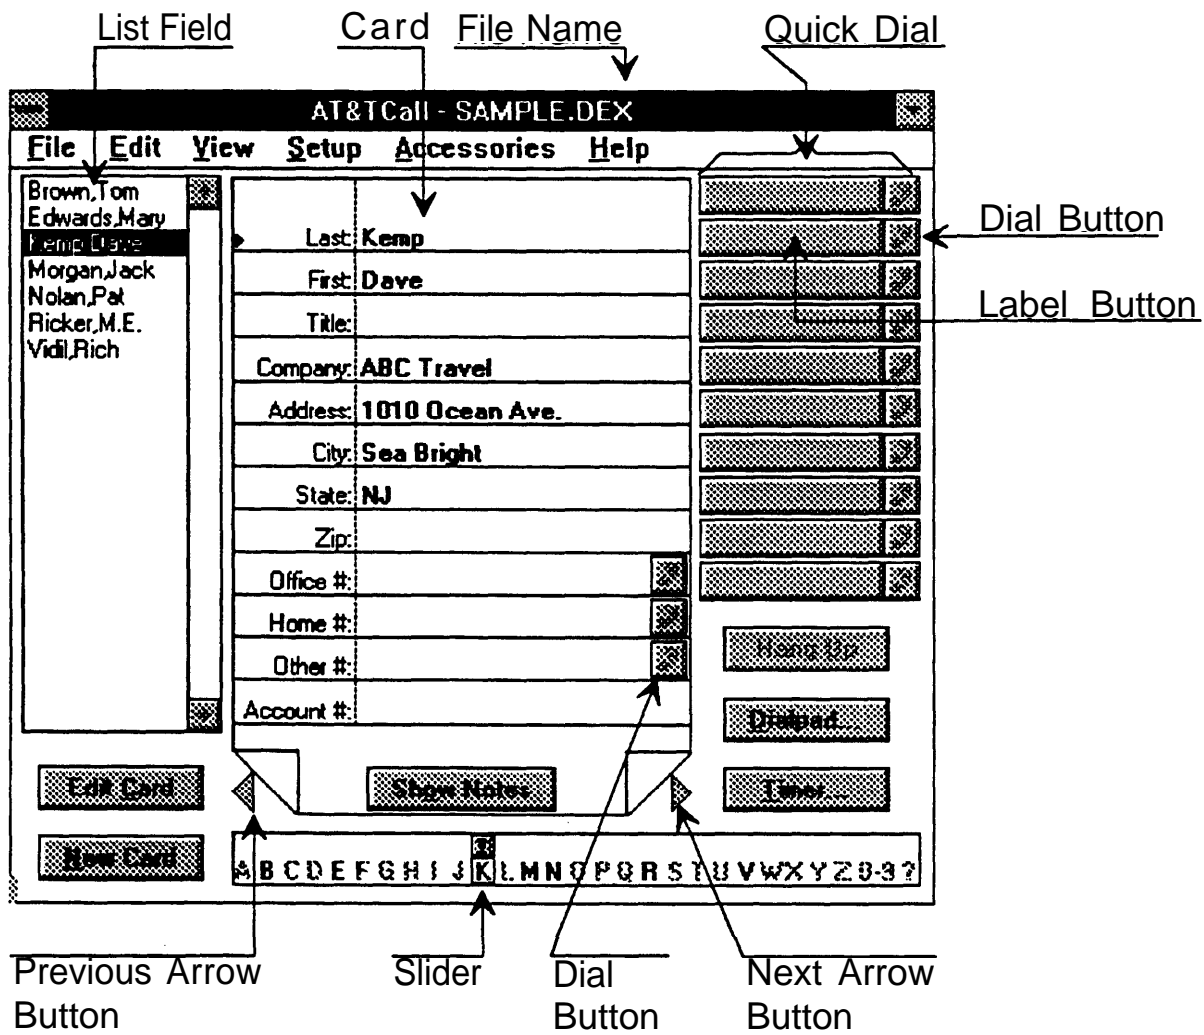 List Field
Card
File Name
Quick Dial
AT&TCall - SAMPLE.DEX
File Edit View Setup Accessories Help
Brown,Tom
Edwards,Mary
Kemp,Dave
Morgan,Jack
Nolan,Pat
Ricker,M.E.
Vidil,Rich
Last: Kemp
First: Dave
Title:
Company: ABC Travel
Address: 1010 Ocean Ave.
City: Sea Bright
State: NJ
Zip:
Office #:
Home #:
Other #:
Account #:
Dial Button
Label Button
Hang Up
Dialpad...
Timer...
Edit Card
New Card
Show Notes
A B C D E F G H I J K L M N O P Q R S T U V W X Y Z 0-9 ?
Previous Arrow
Button
Slider
Dial
Button
Next Arrow
Button